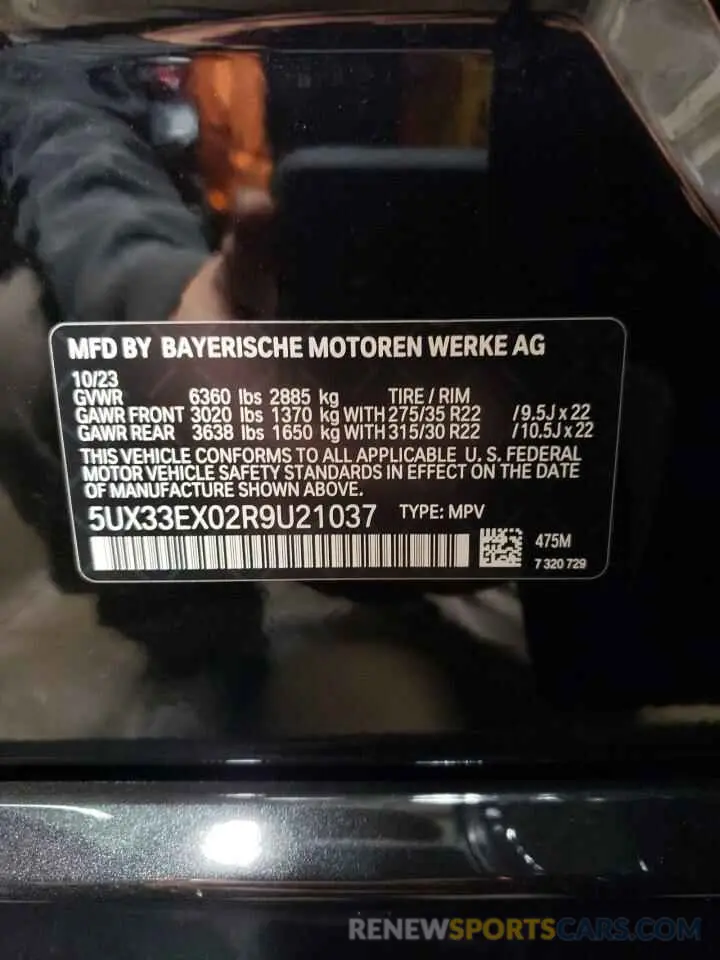 MFD BY BAYERISCHE MOTOREN WERKE AG
10/23
GVWR 6360 lbs 2885 kg TIRE / RIM
GAWR FRONT 3020 lbs 1370 kg WITH 275/35 R22 /9.5J x 22
GAWR REAR 3638 lbs 1650 kg WITH 315/30 R22 /10.5J x 22
THIS VEHICLE CONFORMS TO ALL APPLICABLE U. S. FEDERAL
MOTOR VEHICLE SAFETY STANDARDS IN EFFECT ON THE DATE
OF MANUFACTURE SHOWN ABOVE.
5UX33EX02R9U21037 TYPE: MPV
475M
7 320 729
RENEWSPORTSCARS.COM